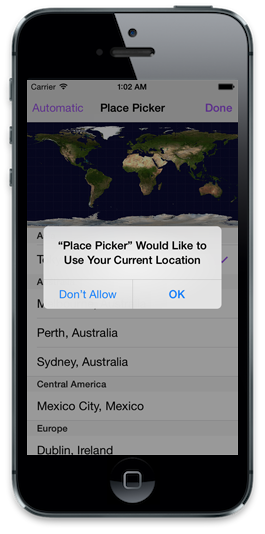 Carrier 1:02 AM
Automatic Place Picker Done
“Place Picker” Would Like to
Use Your Current Location
Don’t Allow OK
Perth, Australia
Sydney, Australia
Central America
Mexico City, Mexico
Europe
Dublin, Ireland